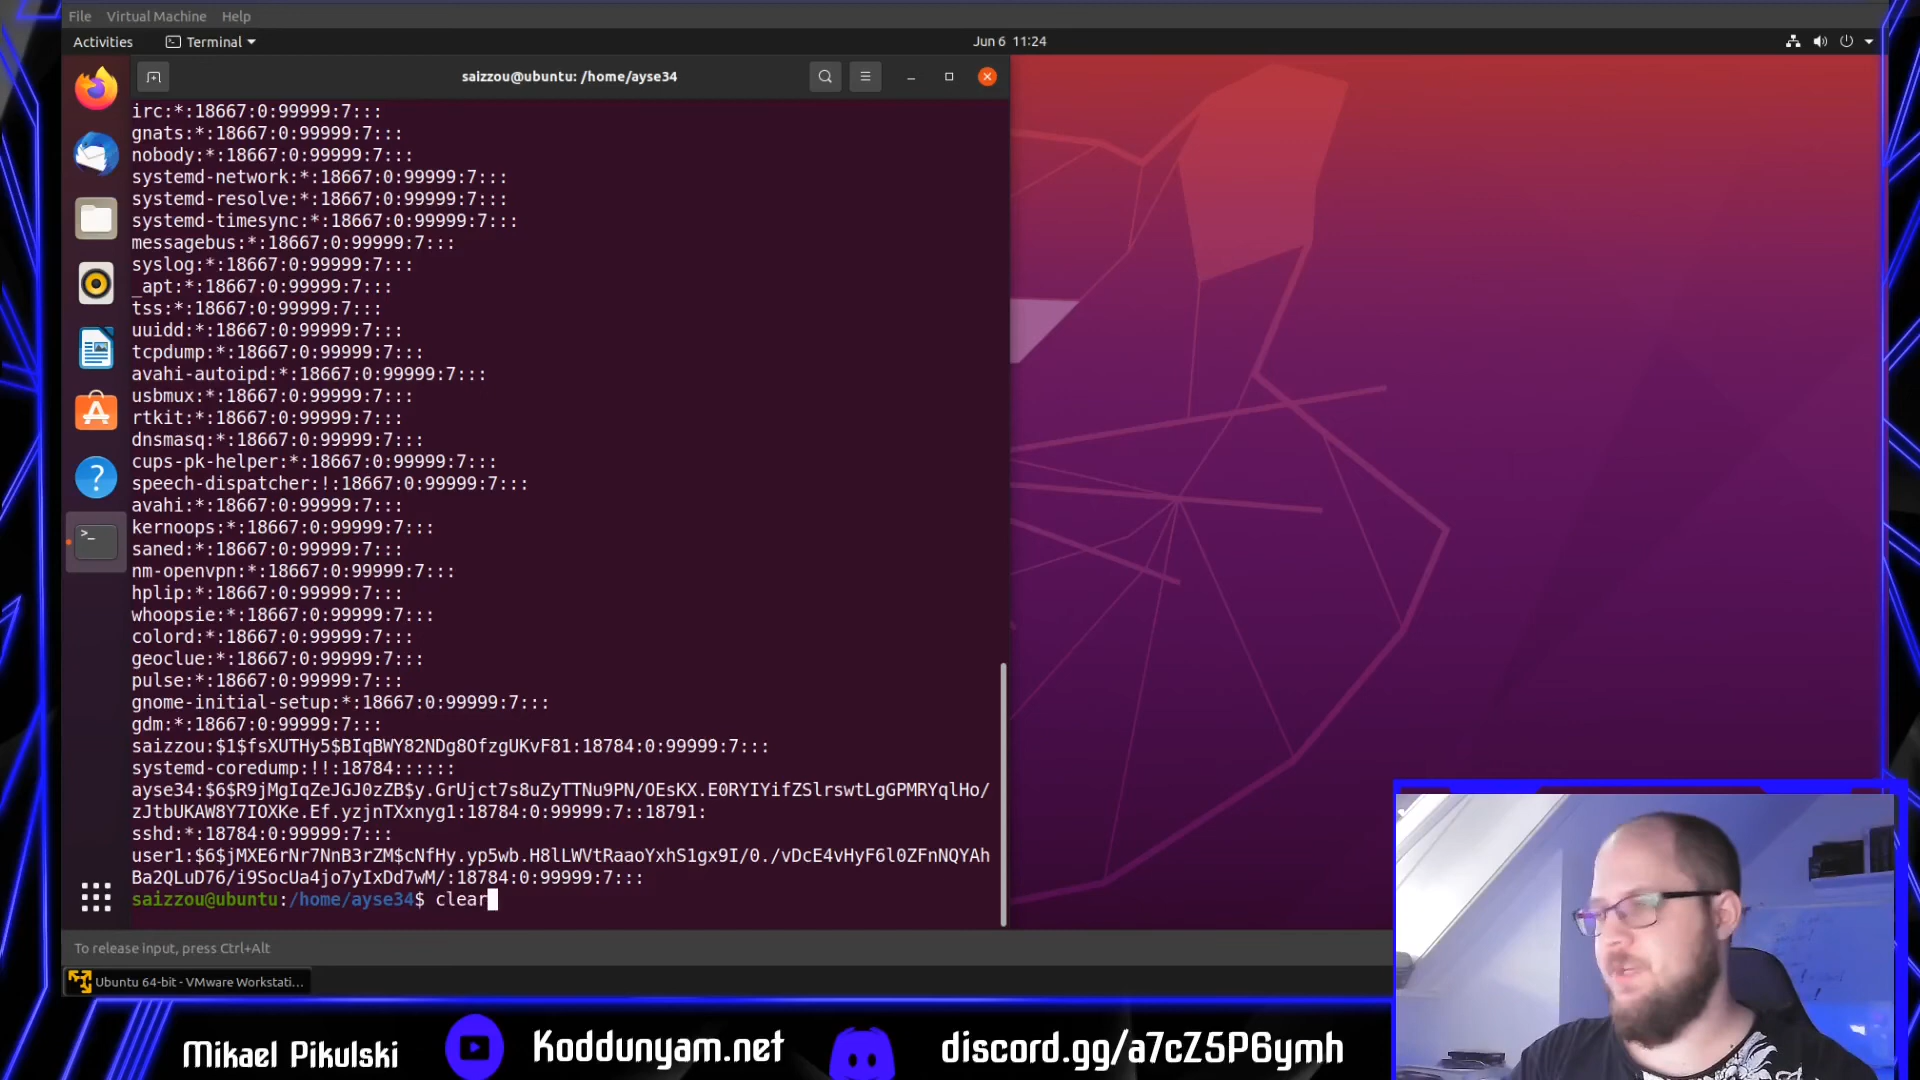 File Virtual Machine Help
Activities Terminal Jun 6 11:24
saizzou@ubuntu: /home/ayse34
irc:*:18667:0:99999:7:::
gnats:*:18667:0:99999:7:::
nobody:*:18667:0:99999:7:::
systemd-network:*:18667:0:99999:7:::
systemd-resolve:*:18667:0:99999:7:::
systemd-timesync:*:18667:0:99999:7:::
messagebus:*:18667:0:99999:7:::
syslog:*:18667:0:99999:7:::
_apt:*:18667:0:99999:7:::
tss:*:18667:0:99999:7:::
uuidd:*:18667:0:99999:7:::
tcpdump:*:18667:0:99999:7:::
avahi-autoipd:*:18667:0:99999:7:::
usbmux:*:18667:0:99999:7:::
rtkit:*:18667:0:99999:7:::
dnsmasq:*:18667:0:99999:7:::
cups-pk-helper:*:18667:0:99999:7:::
speech-dispatcher:!:18667:0:99999:7:::
avahi:*:18667:0:99999:7:::
kernoops:*:18667:0:99999:7:::
saned:*:18667:0:99999:7:::
nm-openvpn:*:18667:0:99999:7:::
hplip:*:18667:0:99999:7:::
whoopsie:*:18667:0:99999:7:::
colord:*:18667:0:99999:7:::
geoclue:*:18667:0:99999:7:::
pulse:*:18667:0:99999:7:::
gnome-initial-setup:*:18667:0:99999:7:::
gdm:*:18667:0:99999:7:::
saizzou:$1$fsXUTHy5$BIqBWY82NDg8OfzgUKvF81:18784:0:99999:7:::
systemd-coredump:!!:18784::::::
ayse34:$6$R9jMgIqZeJGJ0zZB$y.GrUjct7s8uZyTTNu9PN/OEsKX.E0RYIYifZSlrswtLgGPMRYqlHo/
zJtbUKAW8Y7IOXKe.Ef.yzjnTXxnyg1:18784:0:99999:7::18791:
sshd:*:18784:0:99999:7:::
user1:$6$jMXE6rNr7NnB3rZM$cNfHy.yp5wb.H8lLWVtRaaoYxhS1gx9I/0./vDcE4vHyF6l0ZFnNQYAh
Ba2QLuD76/i9SocUa4jo7yIxDd7wM/:18784:0:99999:7:::
saizzou@ubuntu:/home/ayse34$ clear
To release input, press Ctrl+Alt
Ubuntu 64-bit - VMware Workstati...
Mikael Pikulski Koddunyam.net discord.gg/a7cZ5P6ymh